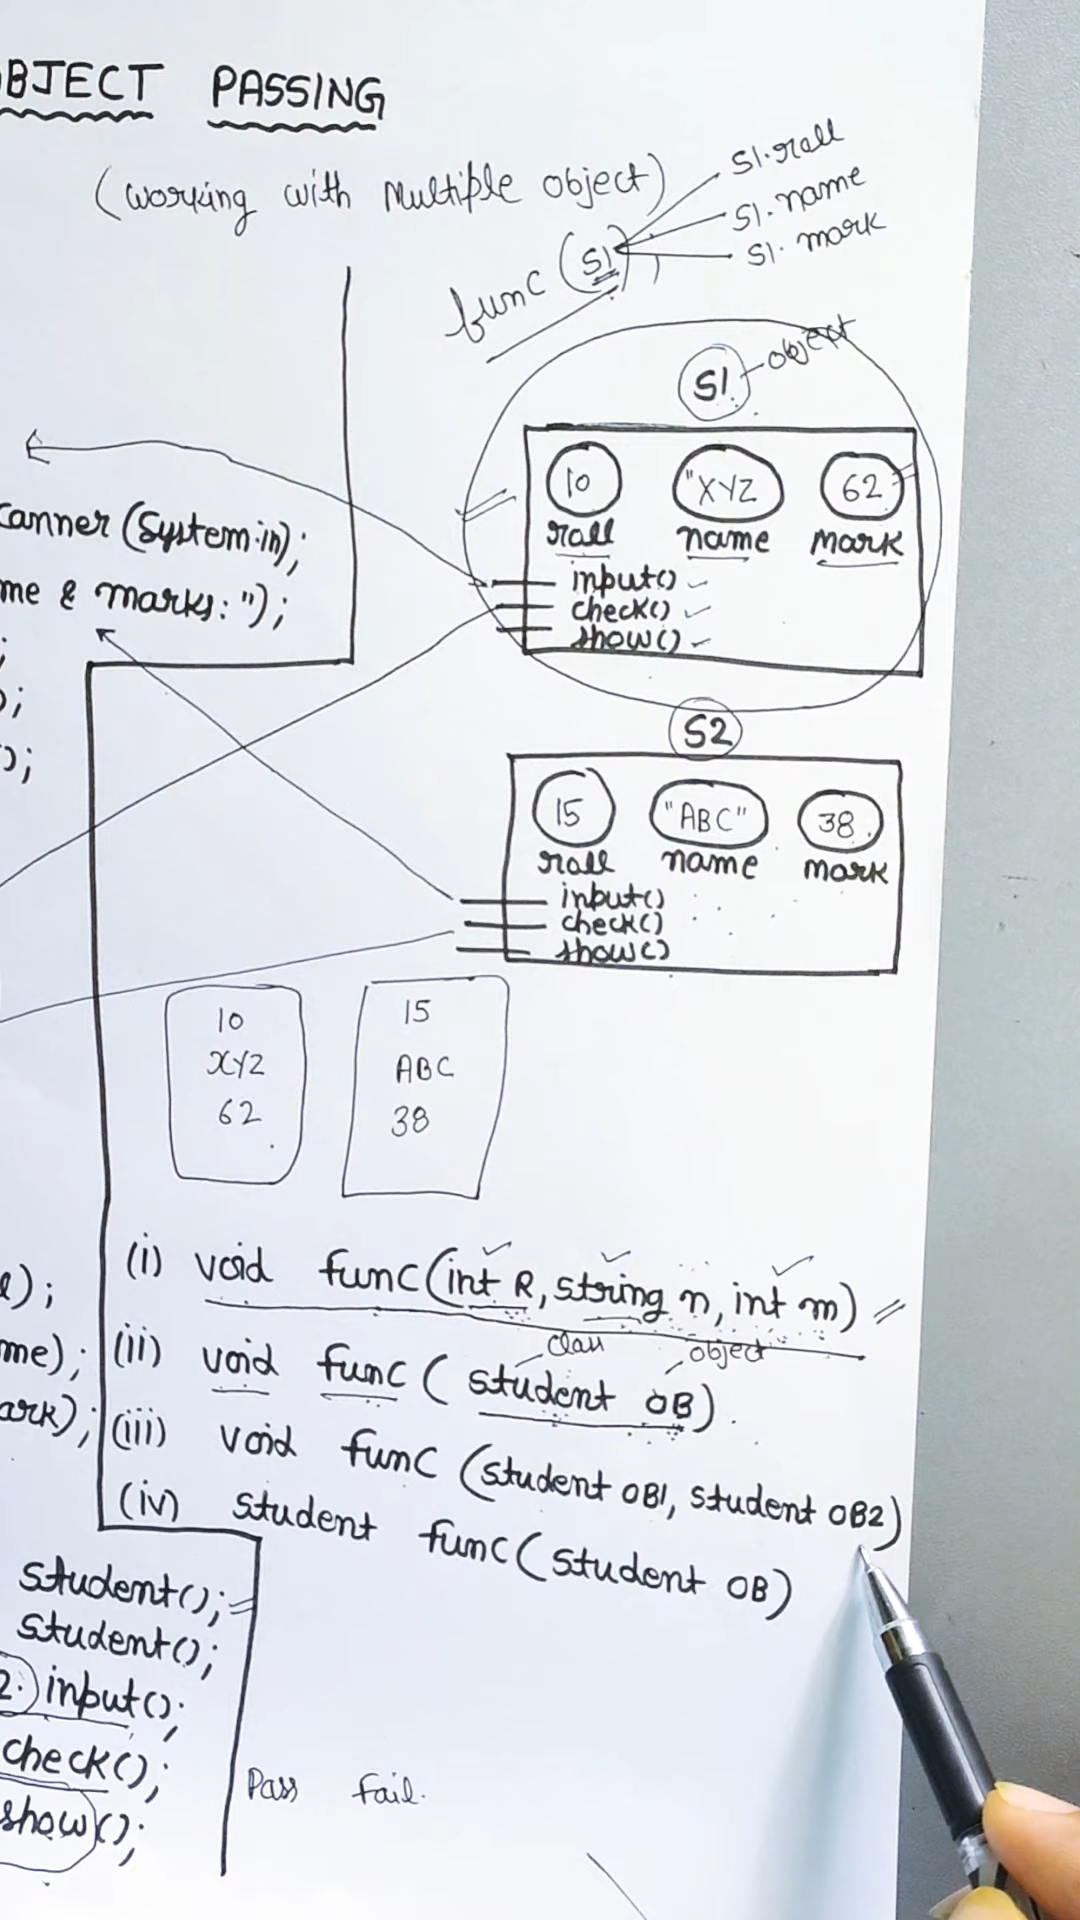 BJECT PASSING
(Working with Multiple object)
S1.roll
S1.name
S1.mark
func (S1)
S1 object
10 "XYZ 62
roll name mark
input()
check()
show()
canner (System.in);
me & marks: ");
;
);
);
S2
15 "ABC" 38
roll name mark
input()
check()
show()
10
XYZ
62
15
ABC
38
(i) void func(int R, string n, int m)
class object
(ii) void func ( student OB).
(iii) void func (student OB1, student OB2)
(iv) student func(student OB)
);
me);
ark);
student();
student();
2. input();
check();
show();
Pass Fail.